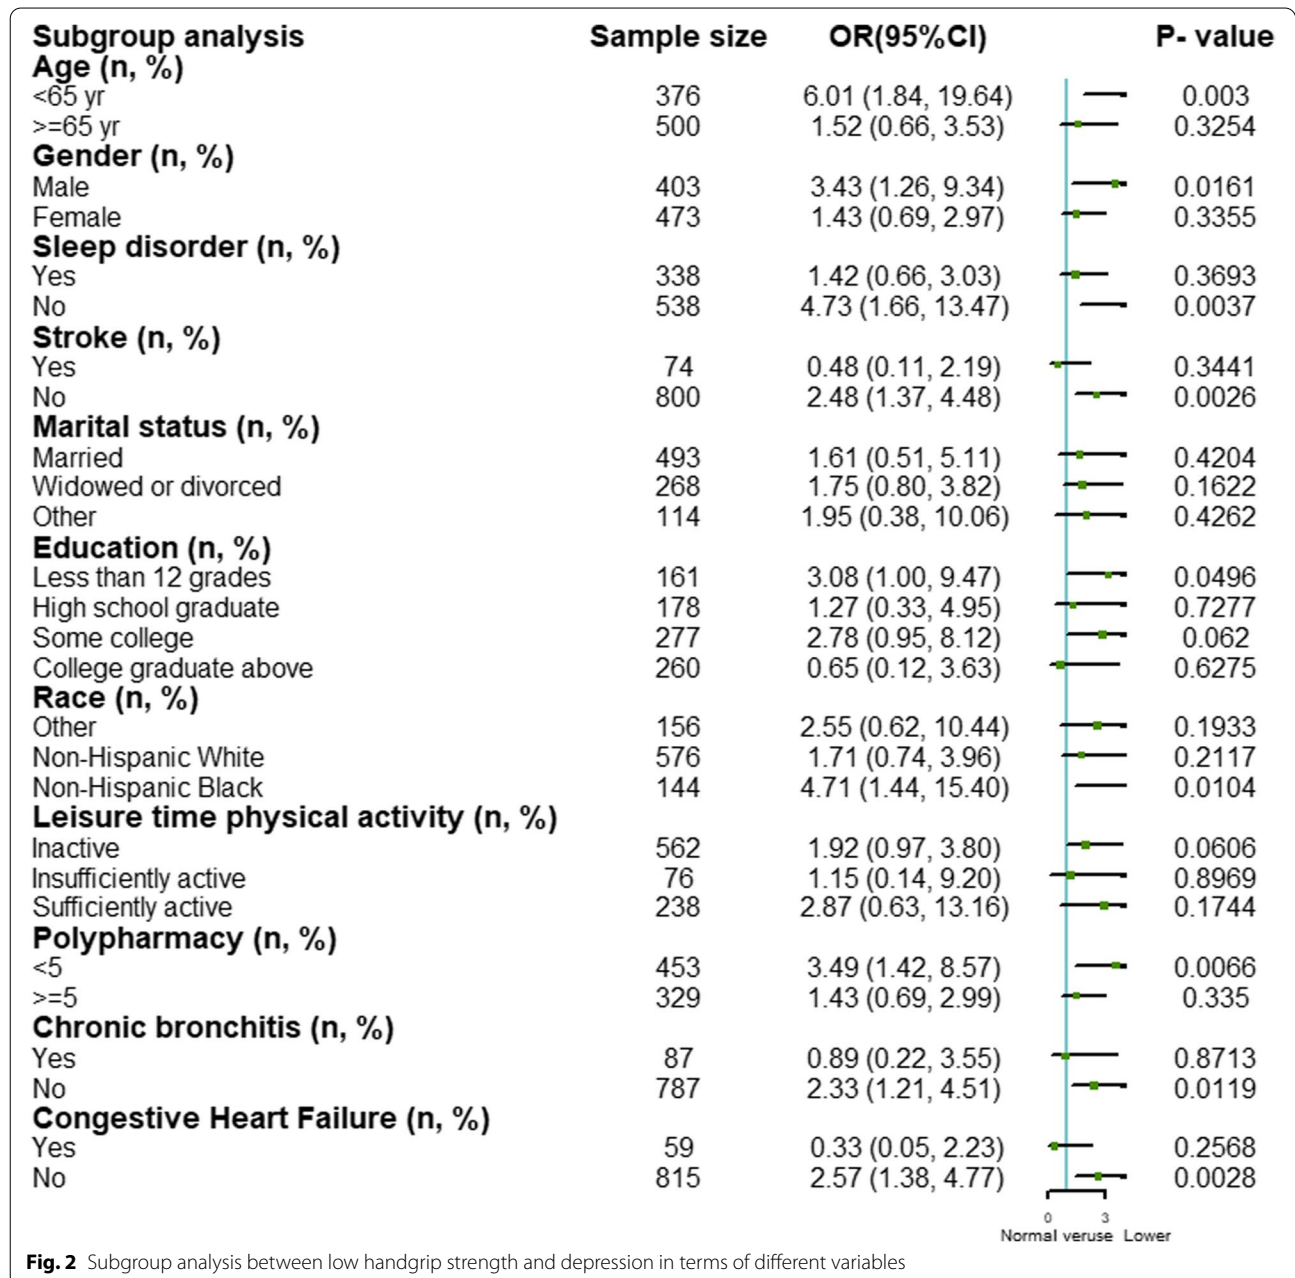 Subgroup analysis Sample size OR(95%CI) P- value
Age (n, %)
<65 yr 376 6.01 (1.84, 19.64) 0.003
>=65 yr 500 1.52 (0.66, 3.53) 0.3254
Gender (n, %)
Male 403 3.43 (1.26, 9.34) 0.0161
Female 473 1.43 (0.69, 2.97) 0.3355
Sleep disorder (n, %)
Yes 338 1.42 (0.66, 3.03) 0.3693
No 538 4.73 (1.66, 13.47) 0.0037
Stroke (n, %)
Yes 74 0.48 (0.11, 2.19) 0.3441
No 800 2.48 (1.37, 4.48) 0.0026
Marital status (n, %)
Married 493 1.61 (0.51, 5.11) 0.4204
Widowed or divorced 268 1.75 (0.80, 3.82) 0.1622
Other 114 1.95 (0.38, 10.06) 0.4262
Education (n, %)
Less than 12 grades 161 3.08 (1.00, 9.47) 0.0496
High school graduate 178 1.27 (0.33, 4.95) 0.7277
Some college 277 2.78 (0.95, 8.12) 0.062
College graduate above 260 0.65 (0.12, 3.63) 0.6275
Race (n, %)
Other 156 2.55 (0.62, 10.44) 0.1933
Non-Hispanic White 576 1.71 (0.74, 3.96) 0.2117
Non-Hispanic Black 144 4.71 (1.44, 15.40) 0.0104
Leisure time physical activity (n, %)
Inactive 562 1.92 (0.97, 3.80) 0.0606
Insufficiently active 76 1.15 (0.14, 9.20) 0.8969
Sufficiently active 238 2.87 (0.63, 13.16) 0.1744
Polypharmacy (n, %)
<5 453 3.49 (1.42, 8.57) 0.0066
>=5 329 1.43 (0.69, 2.99) 0.335
Chronic bronchitis (n, %)
Yes 87 0.89 (0.22, 3.55) 0.8713
No 787 2.33 (1.21, 4.51) 0.0119
Congestive Heart Failure (n, %)
Yes 59 0.33 (0.05, 2.23) 0.2568
No 815 2.57 (1.38, 4.77) 0.0028
0 3
Normal veruse Lower
Fig. 2 Subgroup analysis between low handgrip strength and depression in terms of different variables